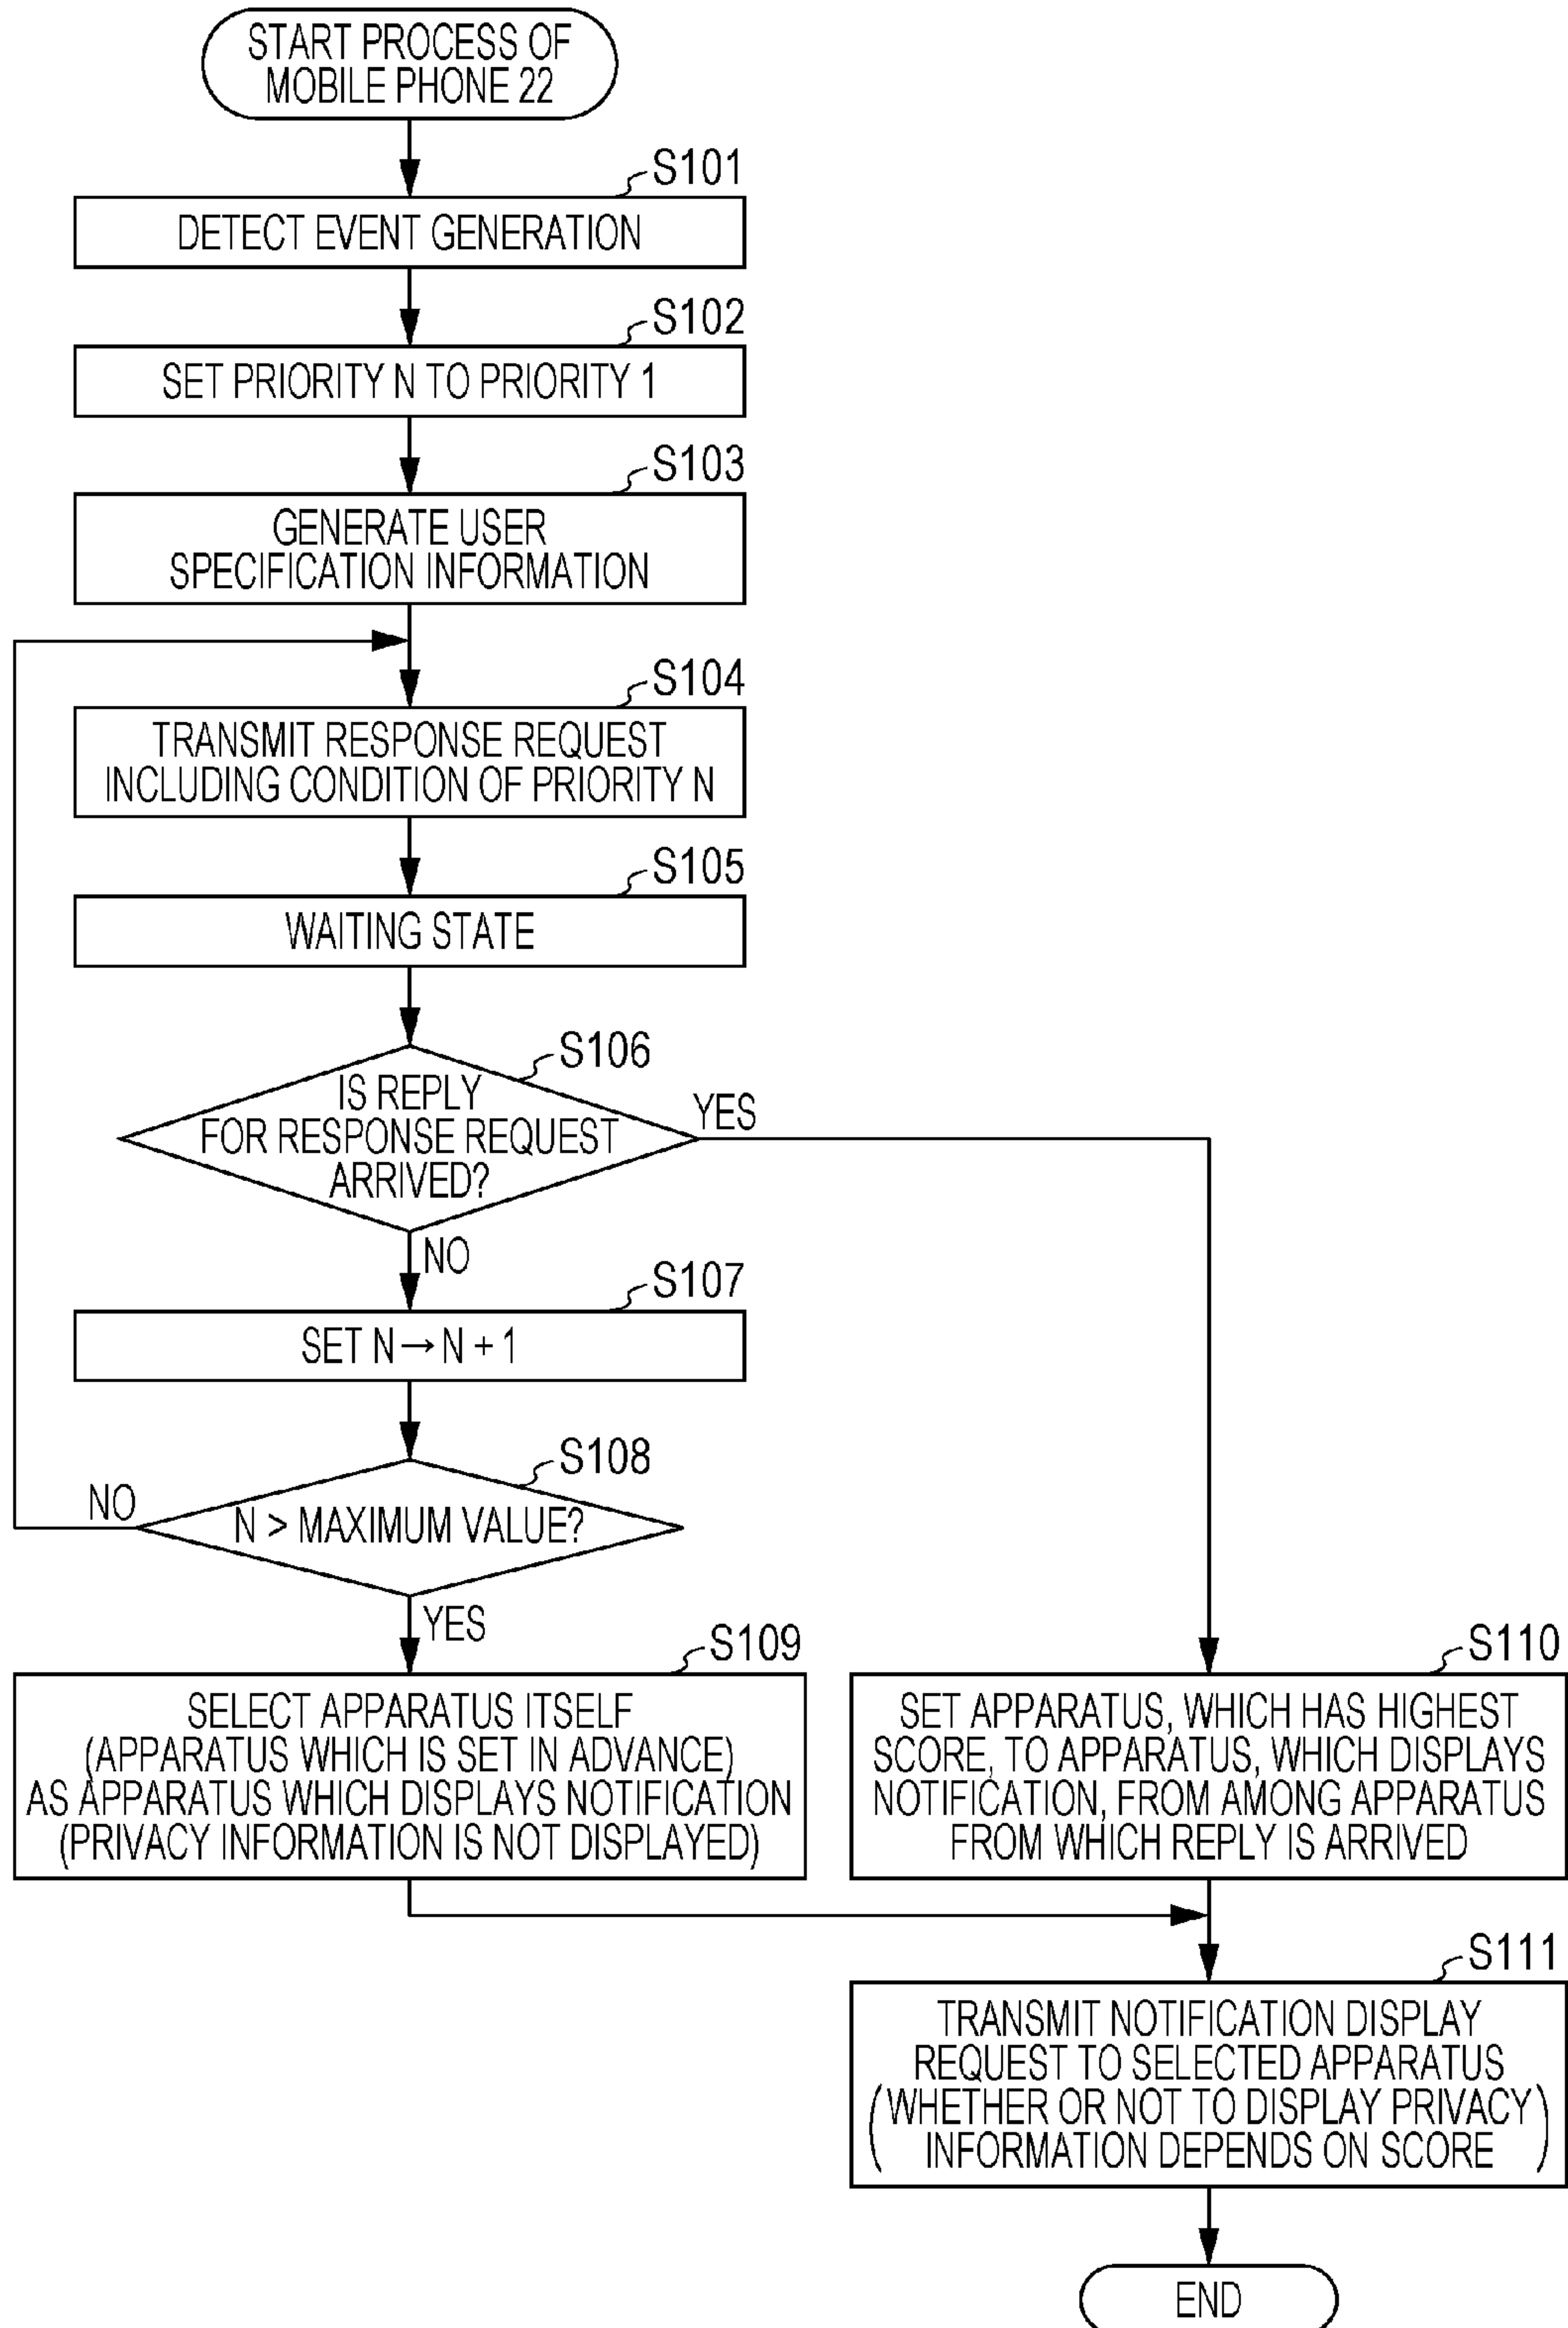 START PROCESS OF
MOBILE PHONE 22
S101
DETECT EVENT GENERATION
S102
SET PRIORITY N TO PRIORITY 1
S103
GENERATE USER
SPECIFICATION INFORMATION
S104
TRANSMIT RESPONSE REQUEST
INCLUDING CONDITION OF PRIORITY N
S105
WAITING STATE
S106
IS REPLY
FOR RESPONSE REQUEST
ARRIVED?
YES
NO
S107
SET N → N + 1
S108
N > MAXIMUM VALUE?
NO
YES
S109
SELECT APPARATUS ITSELF
(APPARATUS WHICH IS SET IN ADVANCE)
AS APPARATUS WHICH DISPLAYS NOTIFICATION
(PRIVACY INFORMATION IS NOT DISPLAYED)
S110
SET APPARATUS, WHICH HAS HIGHEST
SCORE, TO APPARATUS, WHICH DISPLAYS
NOTIFICATION, FROM AMONG APPARATUS
FROM WHICH REPLY IS ARRIVED
S111
TRANSMIT NOTIFICATION DISPLAY
REQUEST TO SELECTED APPARATUS
(WHETHER OR NOT TO DISPLAY PRIVACY
INFORMATION DEPENDS ON SCORE)
END